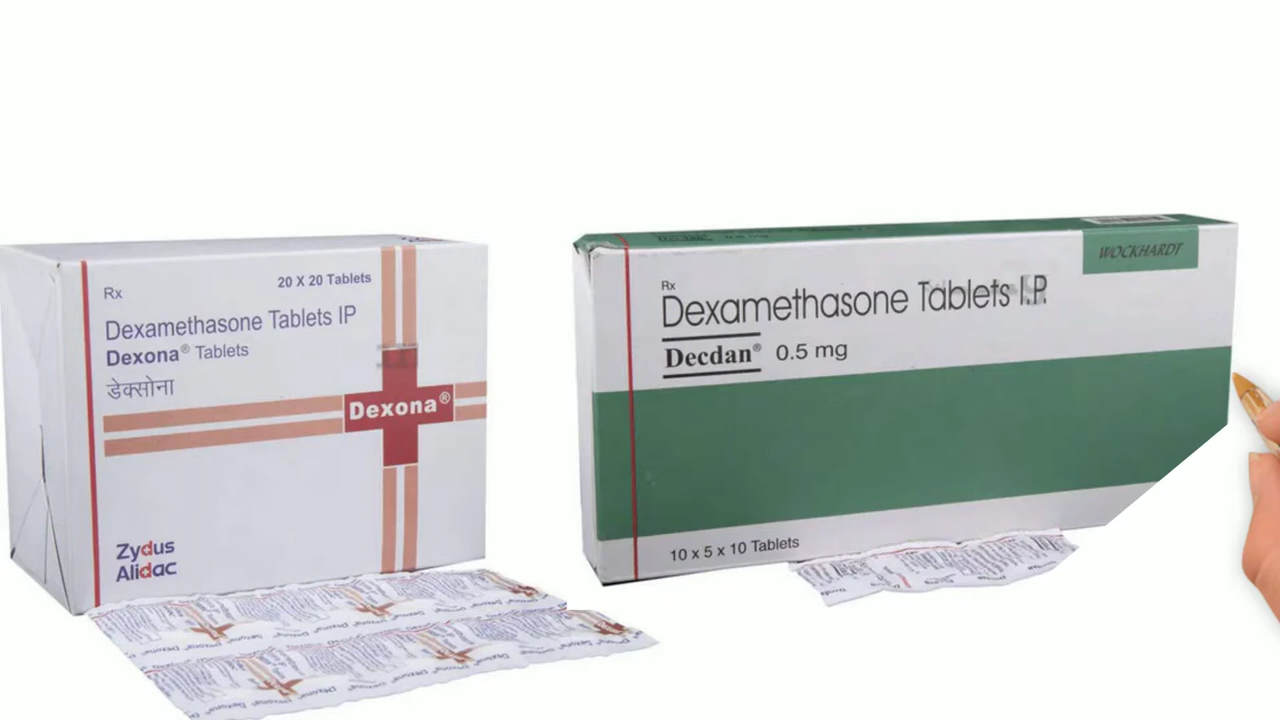 20 X 20 Tablets
Rx
Dexamethasone Tablets IP
Dexona® Tablets
डेक्सोना
Dexona®
Zydus
Alidac
WOCKHARDT
Rx
Dexamethasone Tablets I.P.
Decdan® 0.5 mg
10 x 5 x 10 Tablets